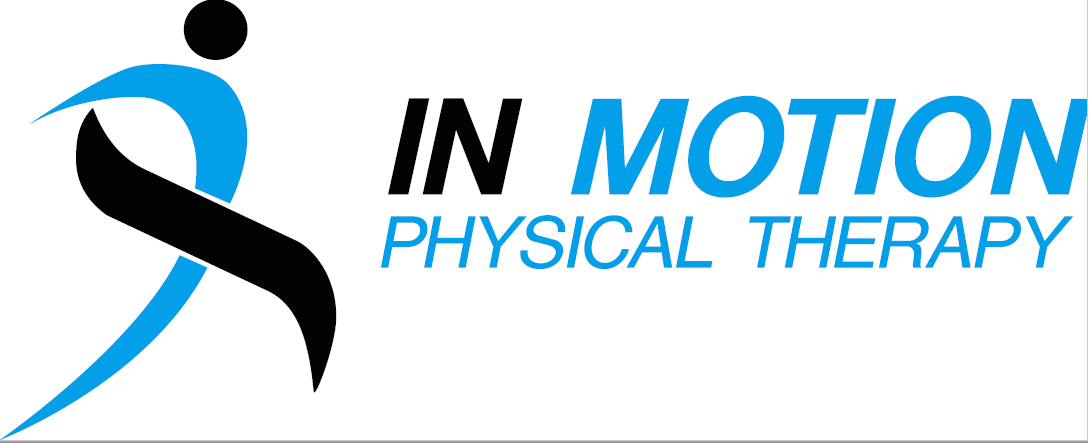 IN MOTION
PHYSICAL THERAPY